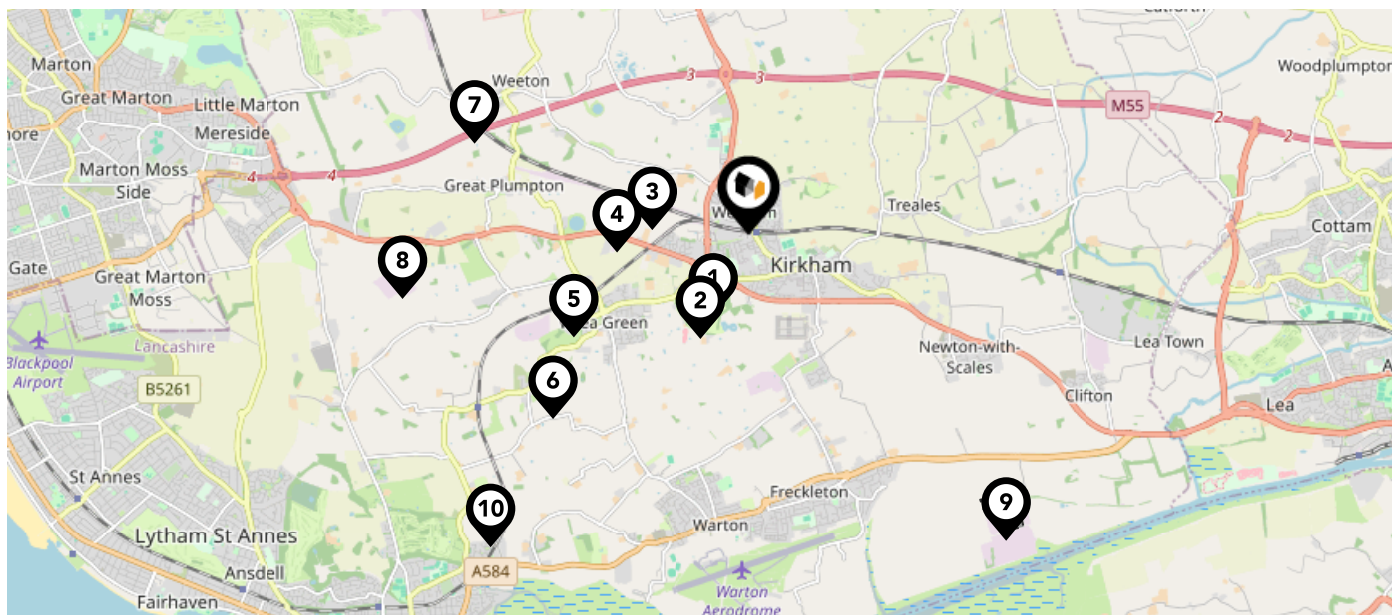 Marton
Great Marton
Little Marton
Mereside
Marton Moss
Side
Great Marton
Moss
Gate
Blackpool
Airport
Lancashire
B5261
St Annes
Lytham St Annes
Ansdell
Fairhaven
4
4
7
Weeton
Great Plumpton
3
3
3
4
8
5
6
1
2
10
A584
Kirkham
Treales
M55
2
2
Woodplumpton
Cottam
Newton-with-
Scales
Lea Town
Clifton
Lea
Freckleton
Warton
Warton
Aerodrome
9